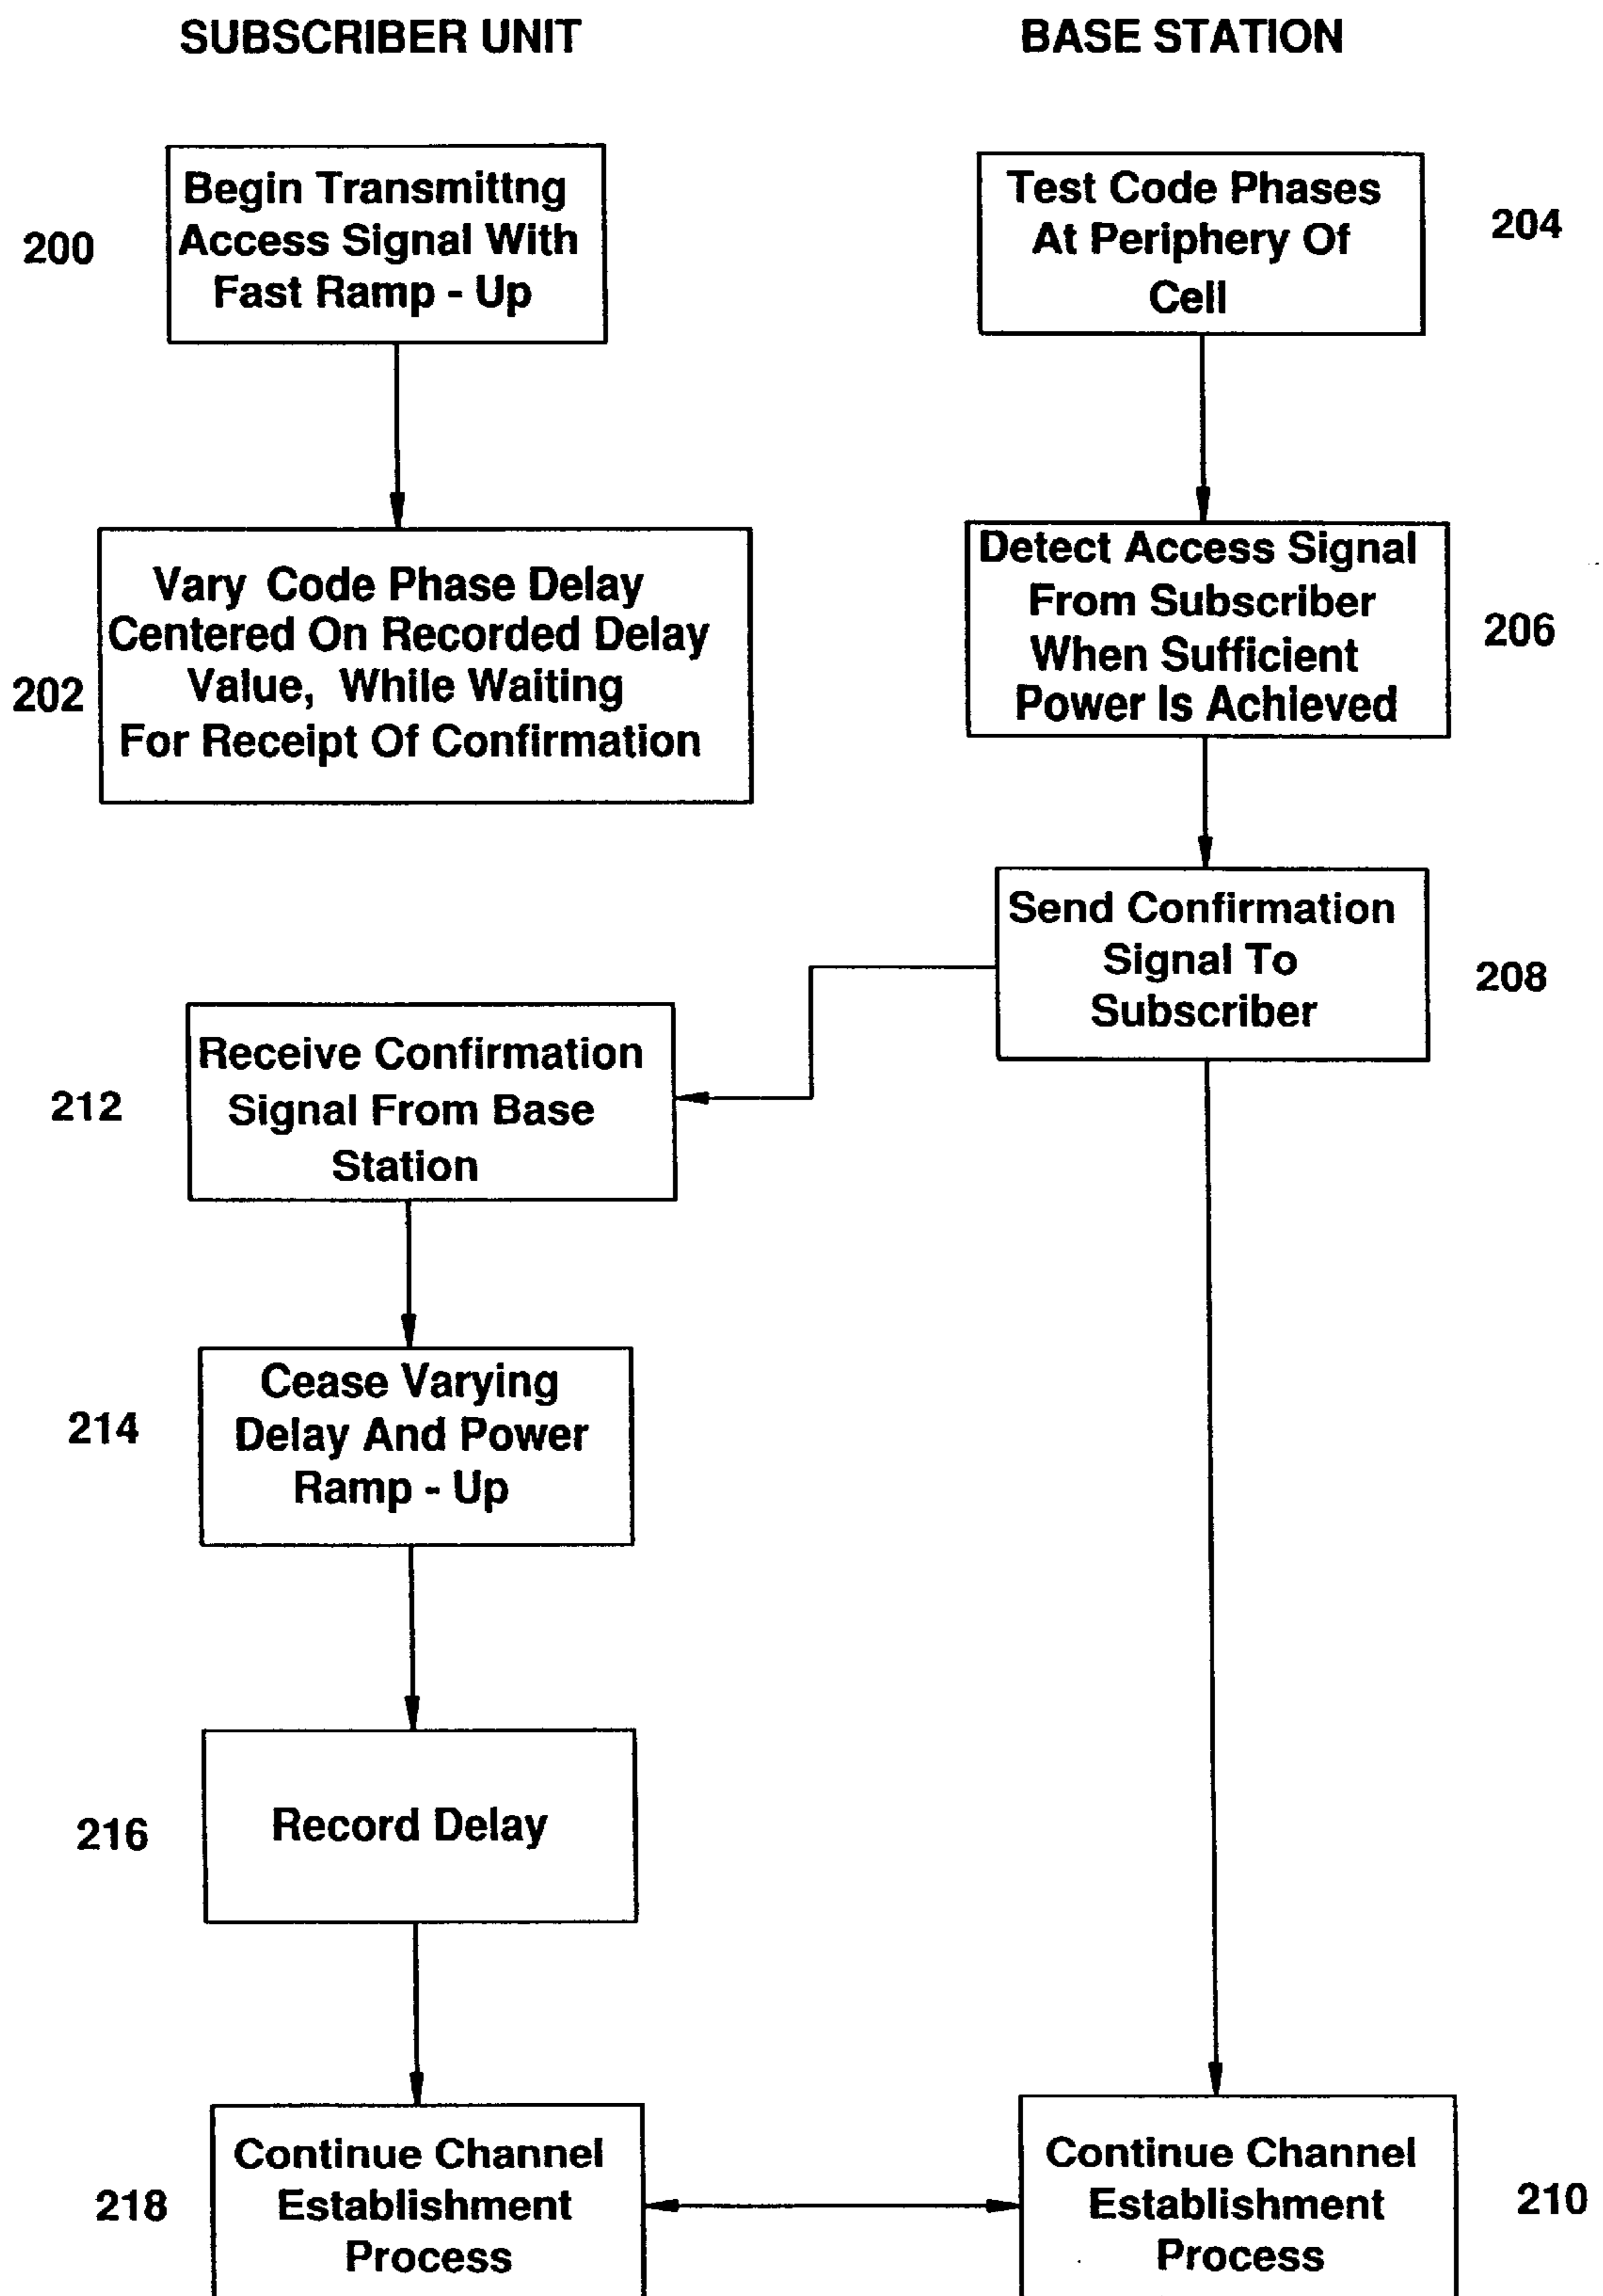 SUBSCRIBER UNIT
BASE STATION
200
Begin Transmittng
Access Signal With
Fast Ramp - Up
Test Code Phases
At Periphery Of
Cell
204
202
Vary Code Phase Delay
Centered On Recorded Delay
Value, While Waiting
For Receipt Of Confirmation
Detect Access Signal
From Subscriber
When Sufficient
Power Is Achieved
206
Send Confirmation
Signal To
Subscriber
208
212
Receive Confirmation
Signal From Base
Station
214
Cease Varying
Delay And Power
Ramp - Up
216
Record Delay
218
Continue Channel
Establishment
Process
Continue Channel
Establishment
Process
210